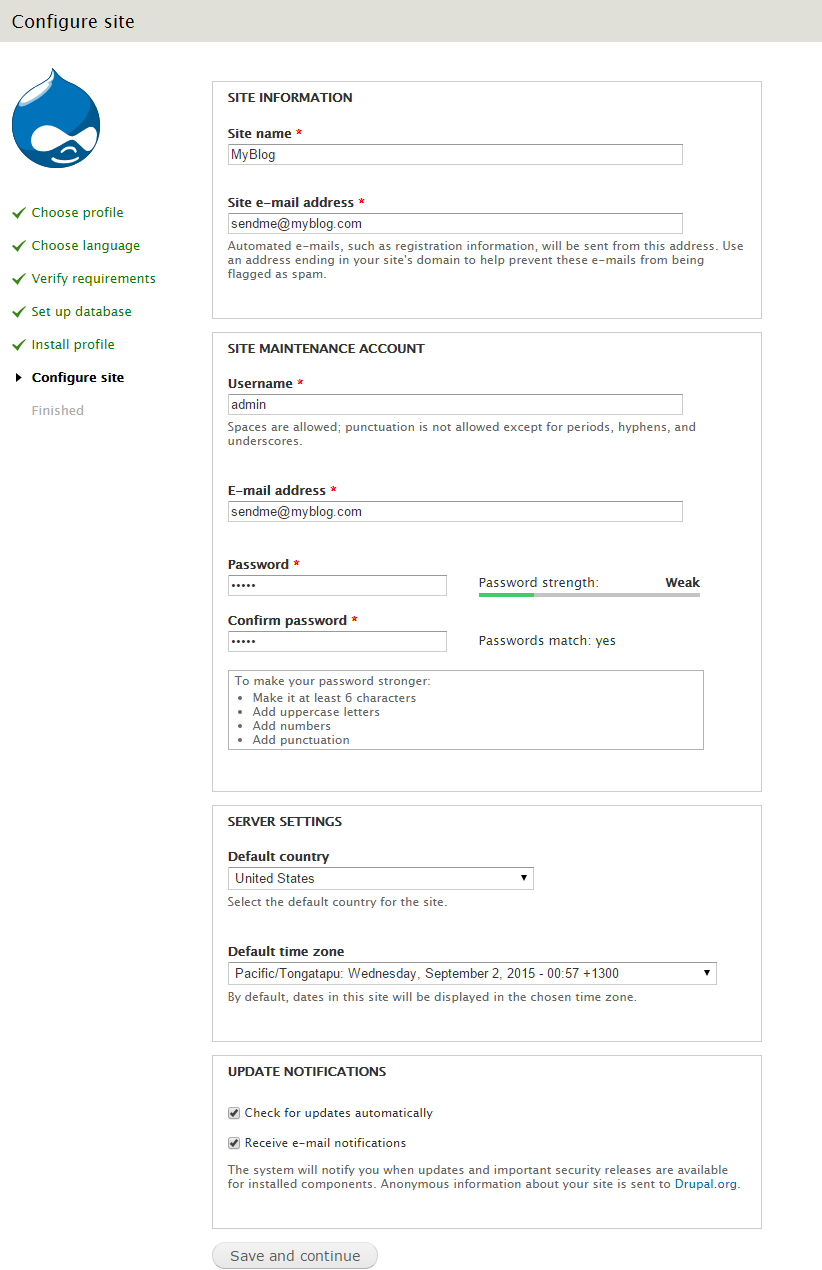 Configure site
Choose profile
Choose language
Verify requirements
Set up database
Install profile
Configure site
Finished
SITE INFORMATION
Site name *
MyBlog
Site e-mail address *
sendme@myblog.com
Automated e-mails, such as registration information, will be sent from this address. Use
an address ending in your site's domain to help prevent these e-mails from being
flagged as spam.
SITE MAINTENANCE ACCOUNT
Username *
admin
Spaces are allowed; punctuation is not allowed except for periods, hyphens, and
underscores.
E-mail address *
sendme@myblog.com
Password *
•••••
Password strength: Weak
Confirm password *
•••••
Passwords match: yes
To make your password stronger:
• Make it at least 6 characters
• Add uppercase letters
• Add numbers
• Add punctuation
SERVER SETTINGS
Default country
United States
Select the default country for the site.
Default time zone
Pacific/Tongatapu: Wednesday, September 2, 2015 - 00:57 +1300
By default, dates in this site will be displayed in the chosen time zone.
UPDATE NOTIFICATIONS
Check for updates automatically
Receive e-mail notifications
The system will notify you when updates and important security releases are available
for installed components. Anonymous information about your site is sent to Drupal.org.
Save and continue